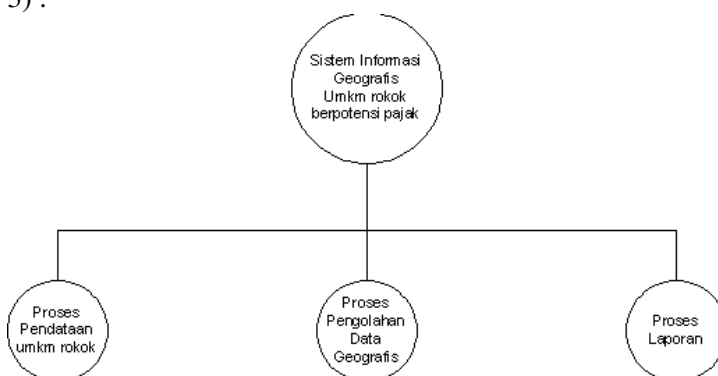 3) :
Sistem Informasi
Geografis
Umkm rokok
berpotensi pajak
Proses
Pendataan
umkm rokok
Proses
Pengolahan
Data
Geografis
Proses
Laporan